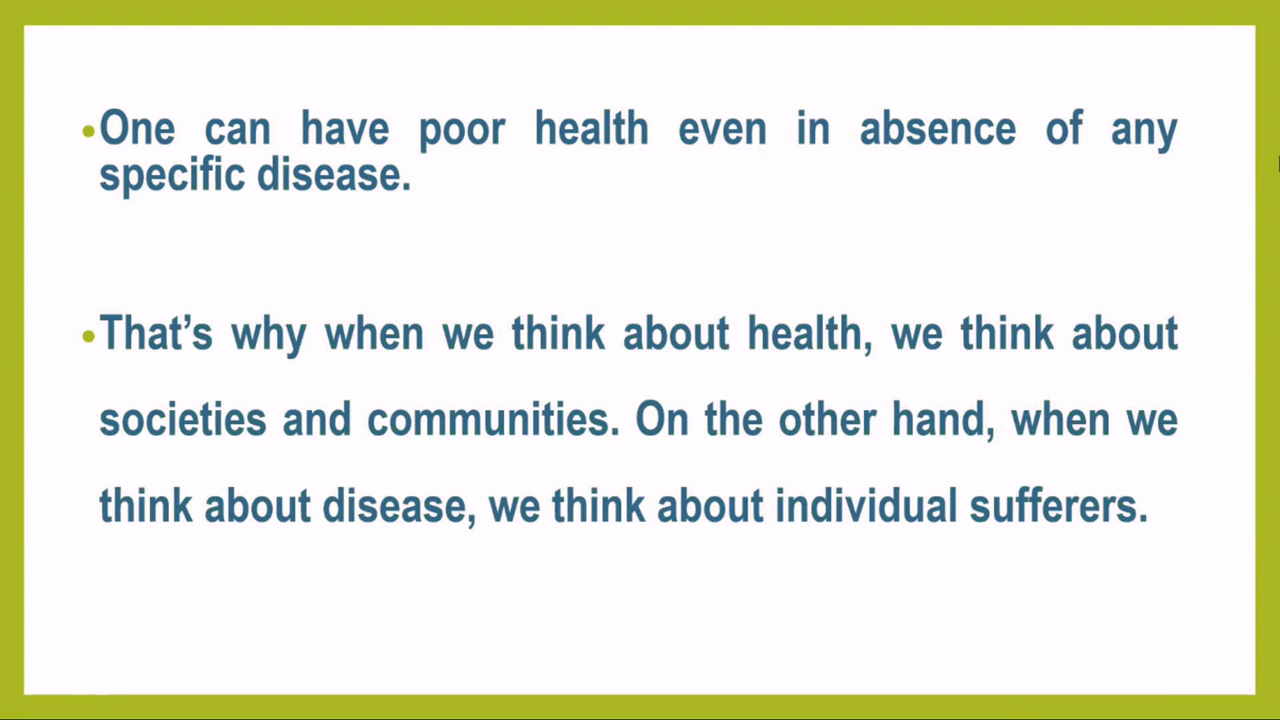 •One can have poor health even in absence of any
specific disease.
•That’s why when we think about health, we think about
societies and communities. On the other hand, when we
think about disease, we think about individual sufferers.